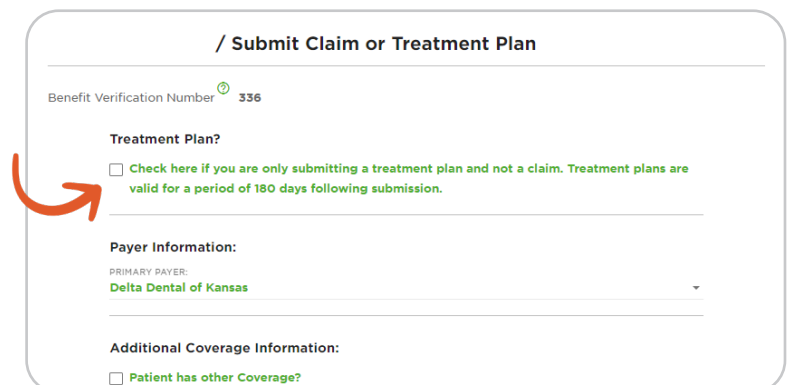 / Submit Claim or Treatment Plan
Benefit Verification Number ? 336
Treatment Plan?
Check here if you are only submitting a treatment plan and not a claim. Treatment plans are
valid for a period of 180 days following submission.
Payer Information:
PRIMARY PAYER:
Delta Dental of Kansas
Additional Coverage Information:
Patient has other Coverage?